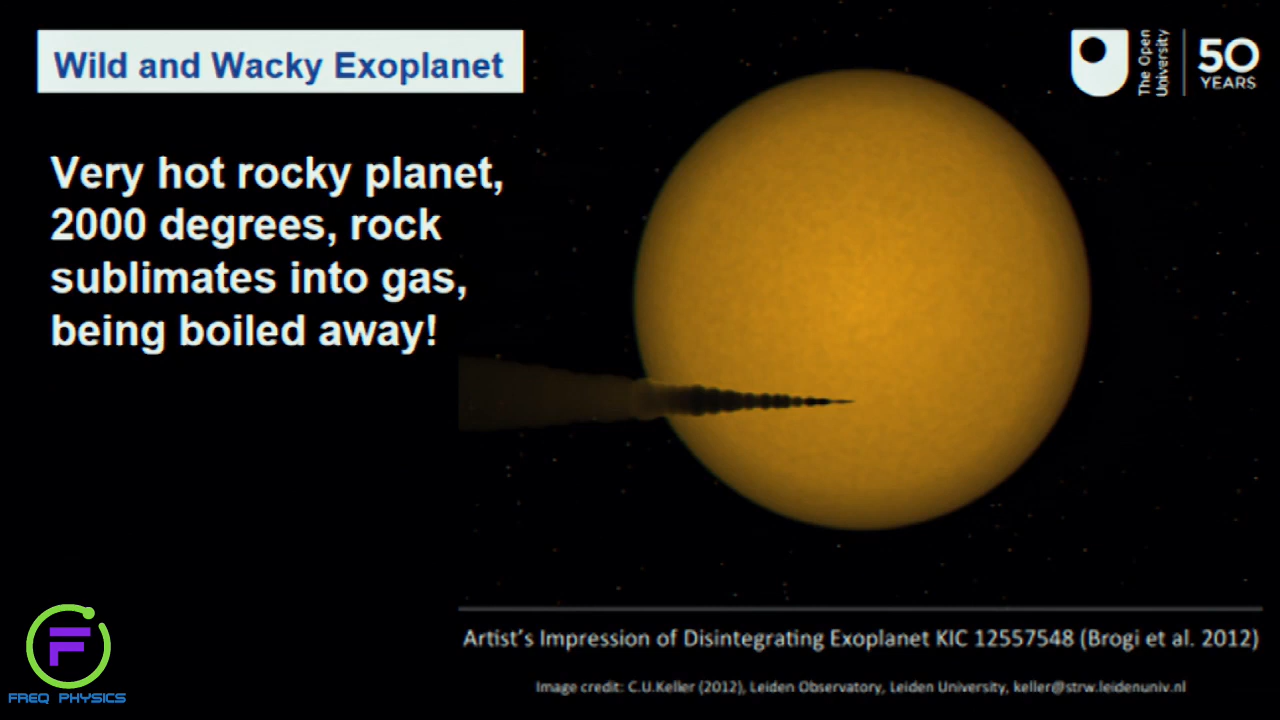 Wild and Wacky Exoplanet
The Open
University
50
YEARS
Very hot rocky planet,
2000 degrees, rock
sublimates into gas,
being boiled away!
Artist's Impression of Disintegrating Exoplanet KIC 12557548 (Brogi et al. 2012)
Image credit: C.U.Keller (2012), Leiden Observatory, Leiden University, keller@strw.leidenuniv.nl
F
FREQ PHYSICS